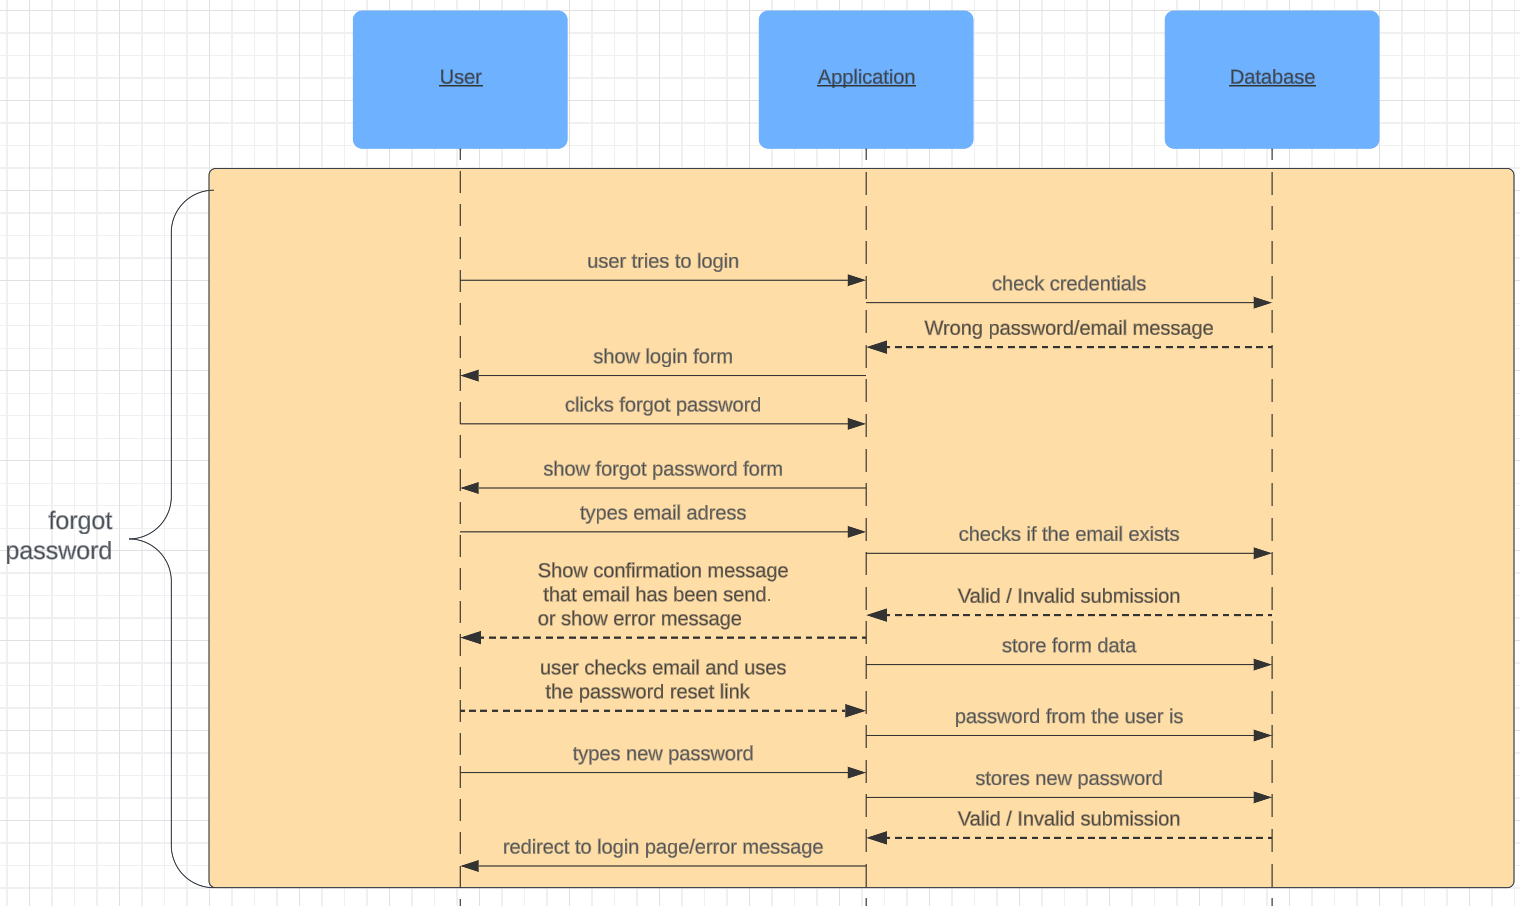 User
Application
Database
user tries to login
check credentials
Wrong password/email message
show login form
clicks forgot password
show forgot password form
forgot
password
types email adress
checks if the email exists
Show confirmation message
that email has been send.
or show error message
Valid / Invalid submission
store form data
user checks email and uses
the password reset link
password from the user is
types new password
stores new password
Valid / Invalid submission
redirect to login page/error message